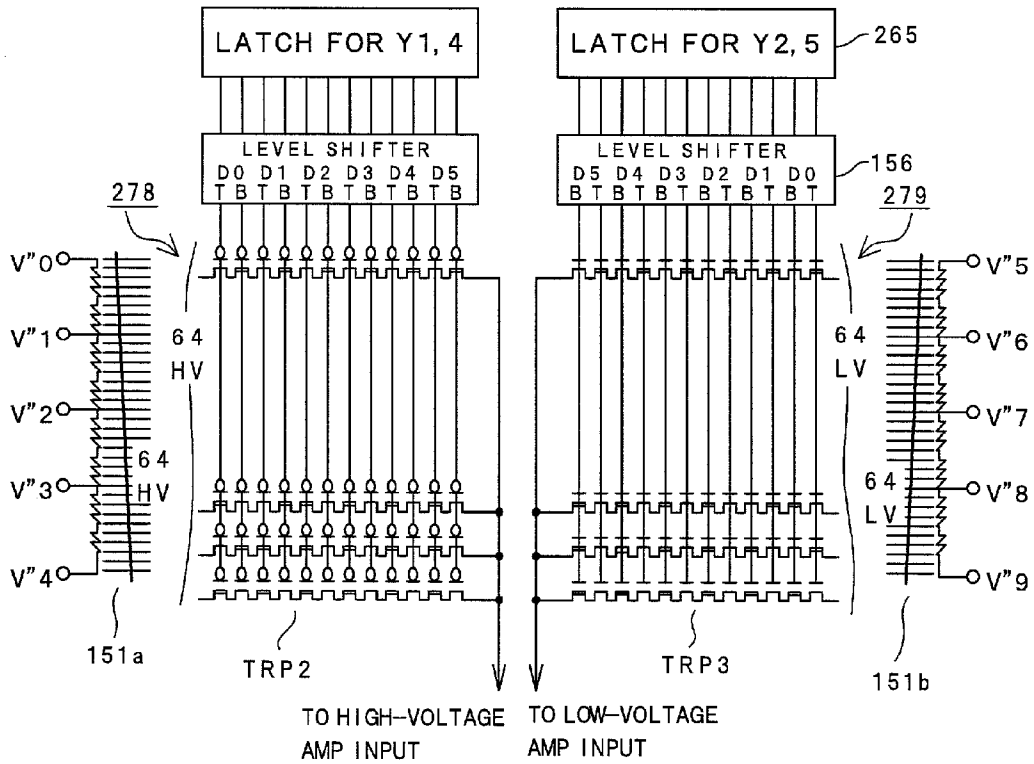 LATCH FOR Y1, 4
LATCH FOR Y2, 5
265
LEVEL SHIFTER
D0 D1 D2 D3 D4 D5
T B T B T B T B T B T B
LEVEL SHIFTER
D5 D4 D3 D2 D1 D0
B T B T B T B T B T B T
156
278
279
V"0
V"1
V"2
V"3
V"4
64
HV
64
HV
64
LV
64
LV
V"5
V"6
V"7
V"8
V"9
151a
TRP2
TRP3
151b
TO HIGH-VOLTAGE
AMP INPUT
TO LOW-VOLTAGE
AMP INPUT